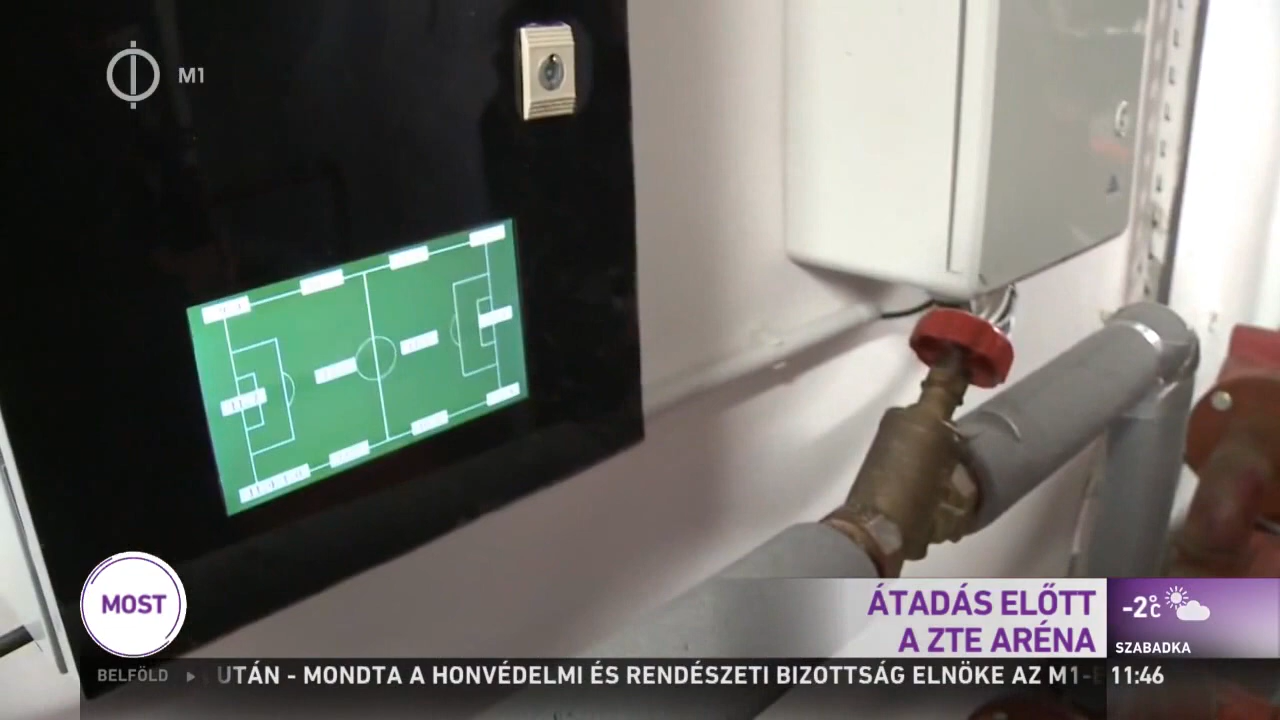 M1
MOST
ÁTADÁS ELŐTT
A ZTE ARÉNA
-2°C
SZABADKA
BELFÖLD
UTÁN - MONDTA A HONVÉDELMI ÉS RENDÉSZETI BIZOTTSÁG ELNÖKE AZ M1-
11:46